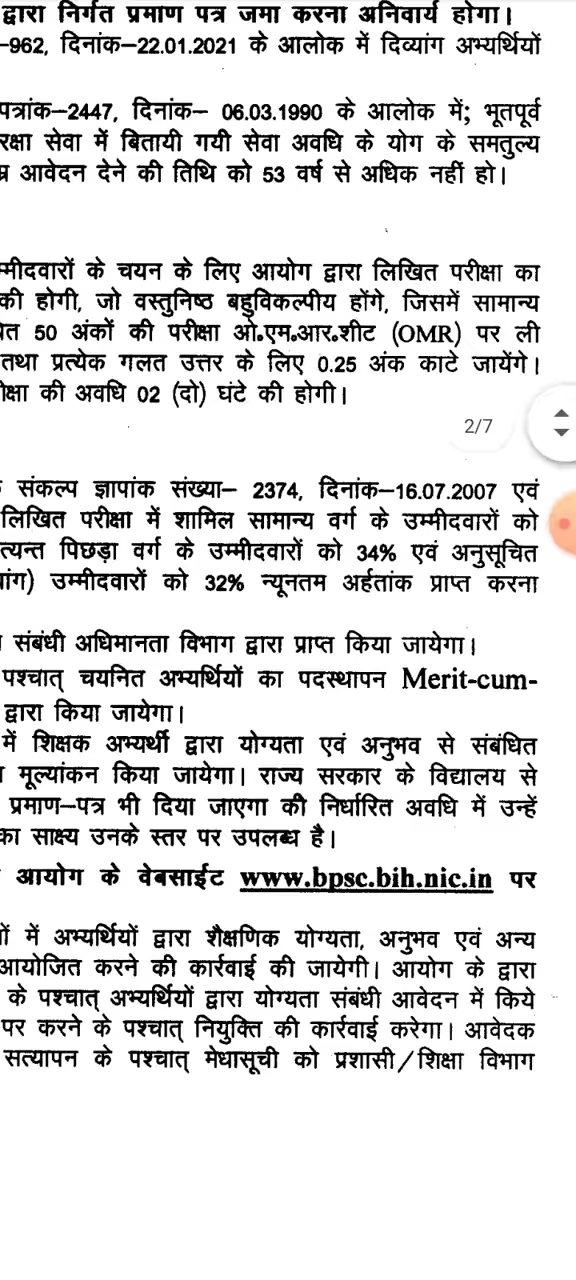 द्वारा निर्गत प्रमाण पत्र जमा करना अनिवार्य होगा।
-962, दिनांक–22.01.2021 के आलोक में दिव्यांग अभ्यर्थियों
पत्रांक–2447, दिनांक– 06.03.1990 के आलोक में; भूतपूर्व
रक्षा सेवा में बितायी गयी सेवा अवधि के योग के समतुल्य
आवेदन देने की तिथि को 53 वर्ष से अधिक नहीं हो।
म्मीदवारों के चयन के लिए आयोग द्वारा लिखित परीक्षा का
की होगी, जो वस्तुनिष्ठ बहुविकल्पीय होंगे, जिसमें सामान्य
50 अंकों की परीक्षा ओ.एम.आर.शीट (OMR) पर ली
तथा प्रत्येक गलत उत्तर के लिए 0.25 अंक काटे जायेंगे।
क्षा की अवधि 02 (दो) घंटे की होगी।
2/7
संकल्प ज्ञापांक संख्या– 2374, दिनांक–16.07.2007 एवं
लिखित परीक्षा में शामिल सामान्य वर्ग के उम्मीदवारों को
त्यन्त पिछड़ा वर्ग के उम्मीदवारों को 34% एवं अनुसूचित
ांग) उम्मीदवारों को 32% न्यूनतम अर्हतांक प्राप्त करना
संबंधी अधिमानता विभाग द्वारा प्राप्त किया जायेगा।
पश्चात् चयनित अभ्यर्थियों का पदस्थापन Merit-cum-
द्वारा किया जायेगा।
में शिक्षक अभ्यर्थी द्वारा योग्यता एवं अनुभव से संबंधित
मूल्यांकन किया जायेगा। राज्य सरकार के विद्यालय से
प्रमाण–पत्र भी दिया जाएगा की निर्धारित अवधि में उन्हें
का साक्ष्य उनके स्तर पर उपलब्ध है।
आयोग के वेबसाईट www.bpsc.bih.nic.in पर
ों में अभ्यर्थियों द्वारा शैक्षणिक योग्यता, अनुभव एवं अन्य
आयोजित करने की कार्रवाई की जायेगी। आयोग के द्वारा
के पश्चात् अभ्यर्थियों द्वारा योग्यता संबंधी आवेदन में किये
पर करने के पश्चात् नियुक्ति की कार्रवाई करेगा। आवेदक
सत्यापन के पश्चात् मेधासूची को प्रशासी/शिक्षा विभाग